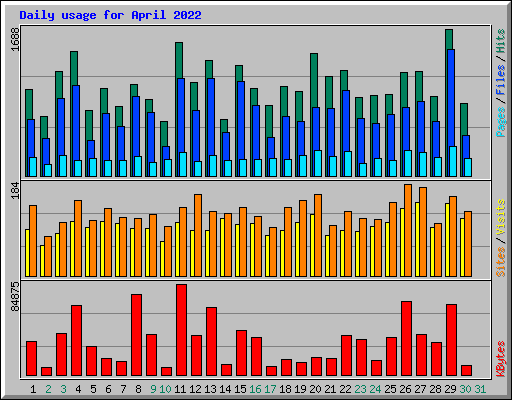 Daily usage for April 2022
1688
Pages/Files/Hits
184
Sites/Visits
84875
KBytes
1 2 3 4 5 6 7 8 9 10 11 12 13 14 15 16 17 18 19 20 21 22 23 24 25 26 27 28 29 30 31